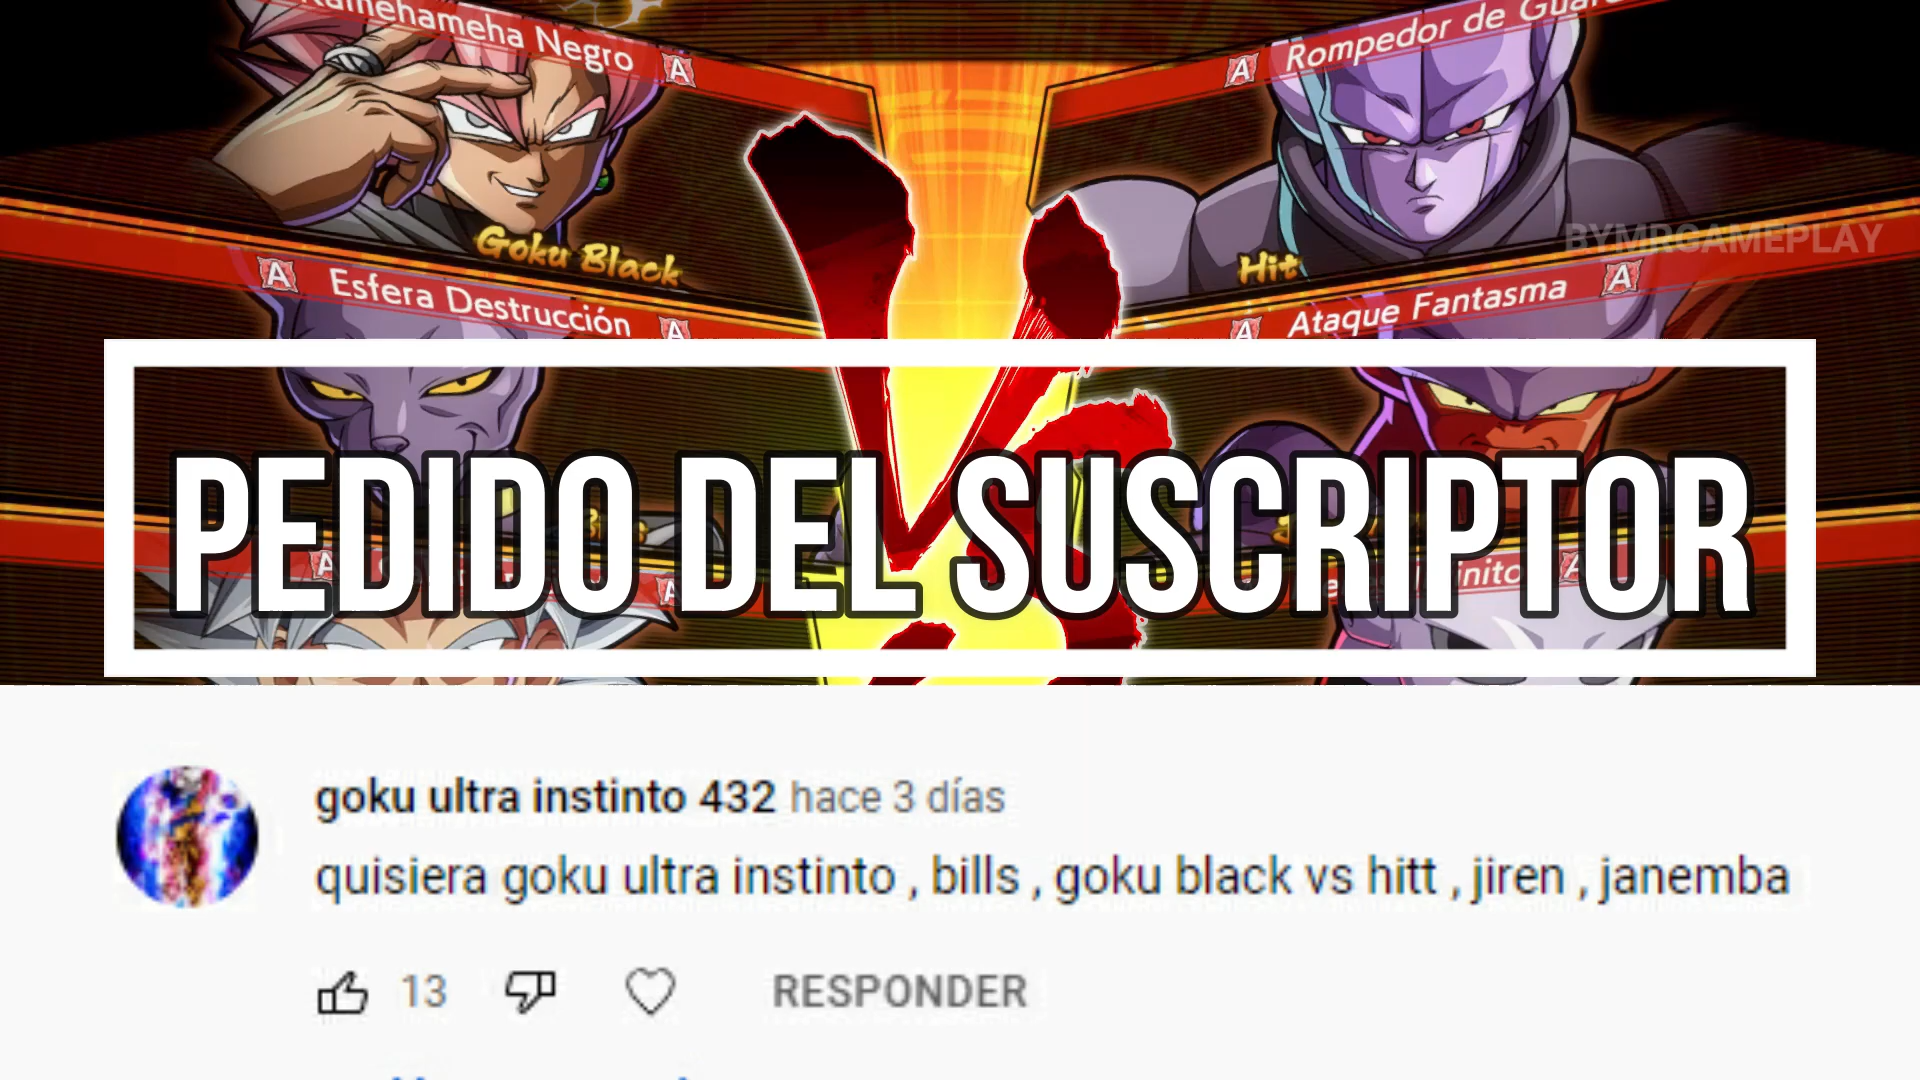 Kamehameha Negro A
A Rompedor de Guard
Goku Black
Hit
BYMRGAMEPLAY
A Esfera Destrucción A
A Ataque Fantasma A
PEDIDO DEL SUSCRIPTOR
goku ultra instinto 432 hace 3 días
quisiera goku ultra instinto , bills , goku black vs hitt , jiren , janemba
13 RESPONDER